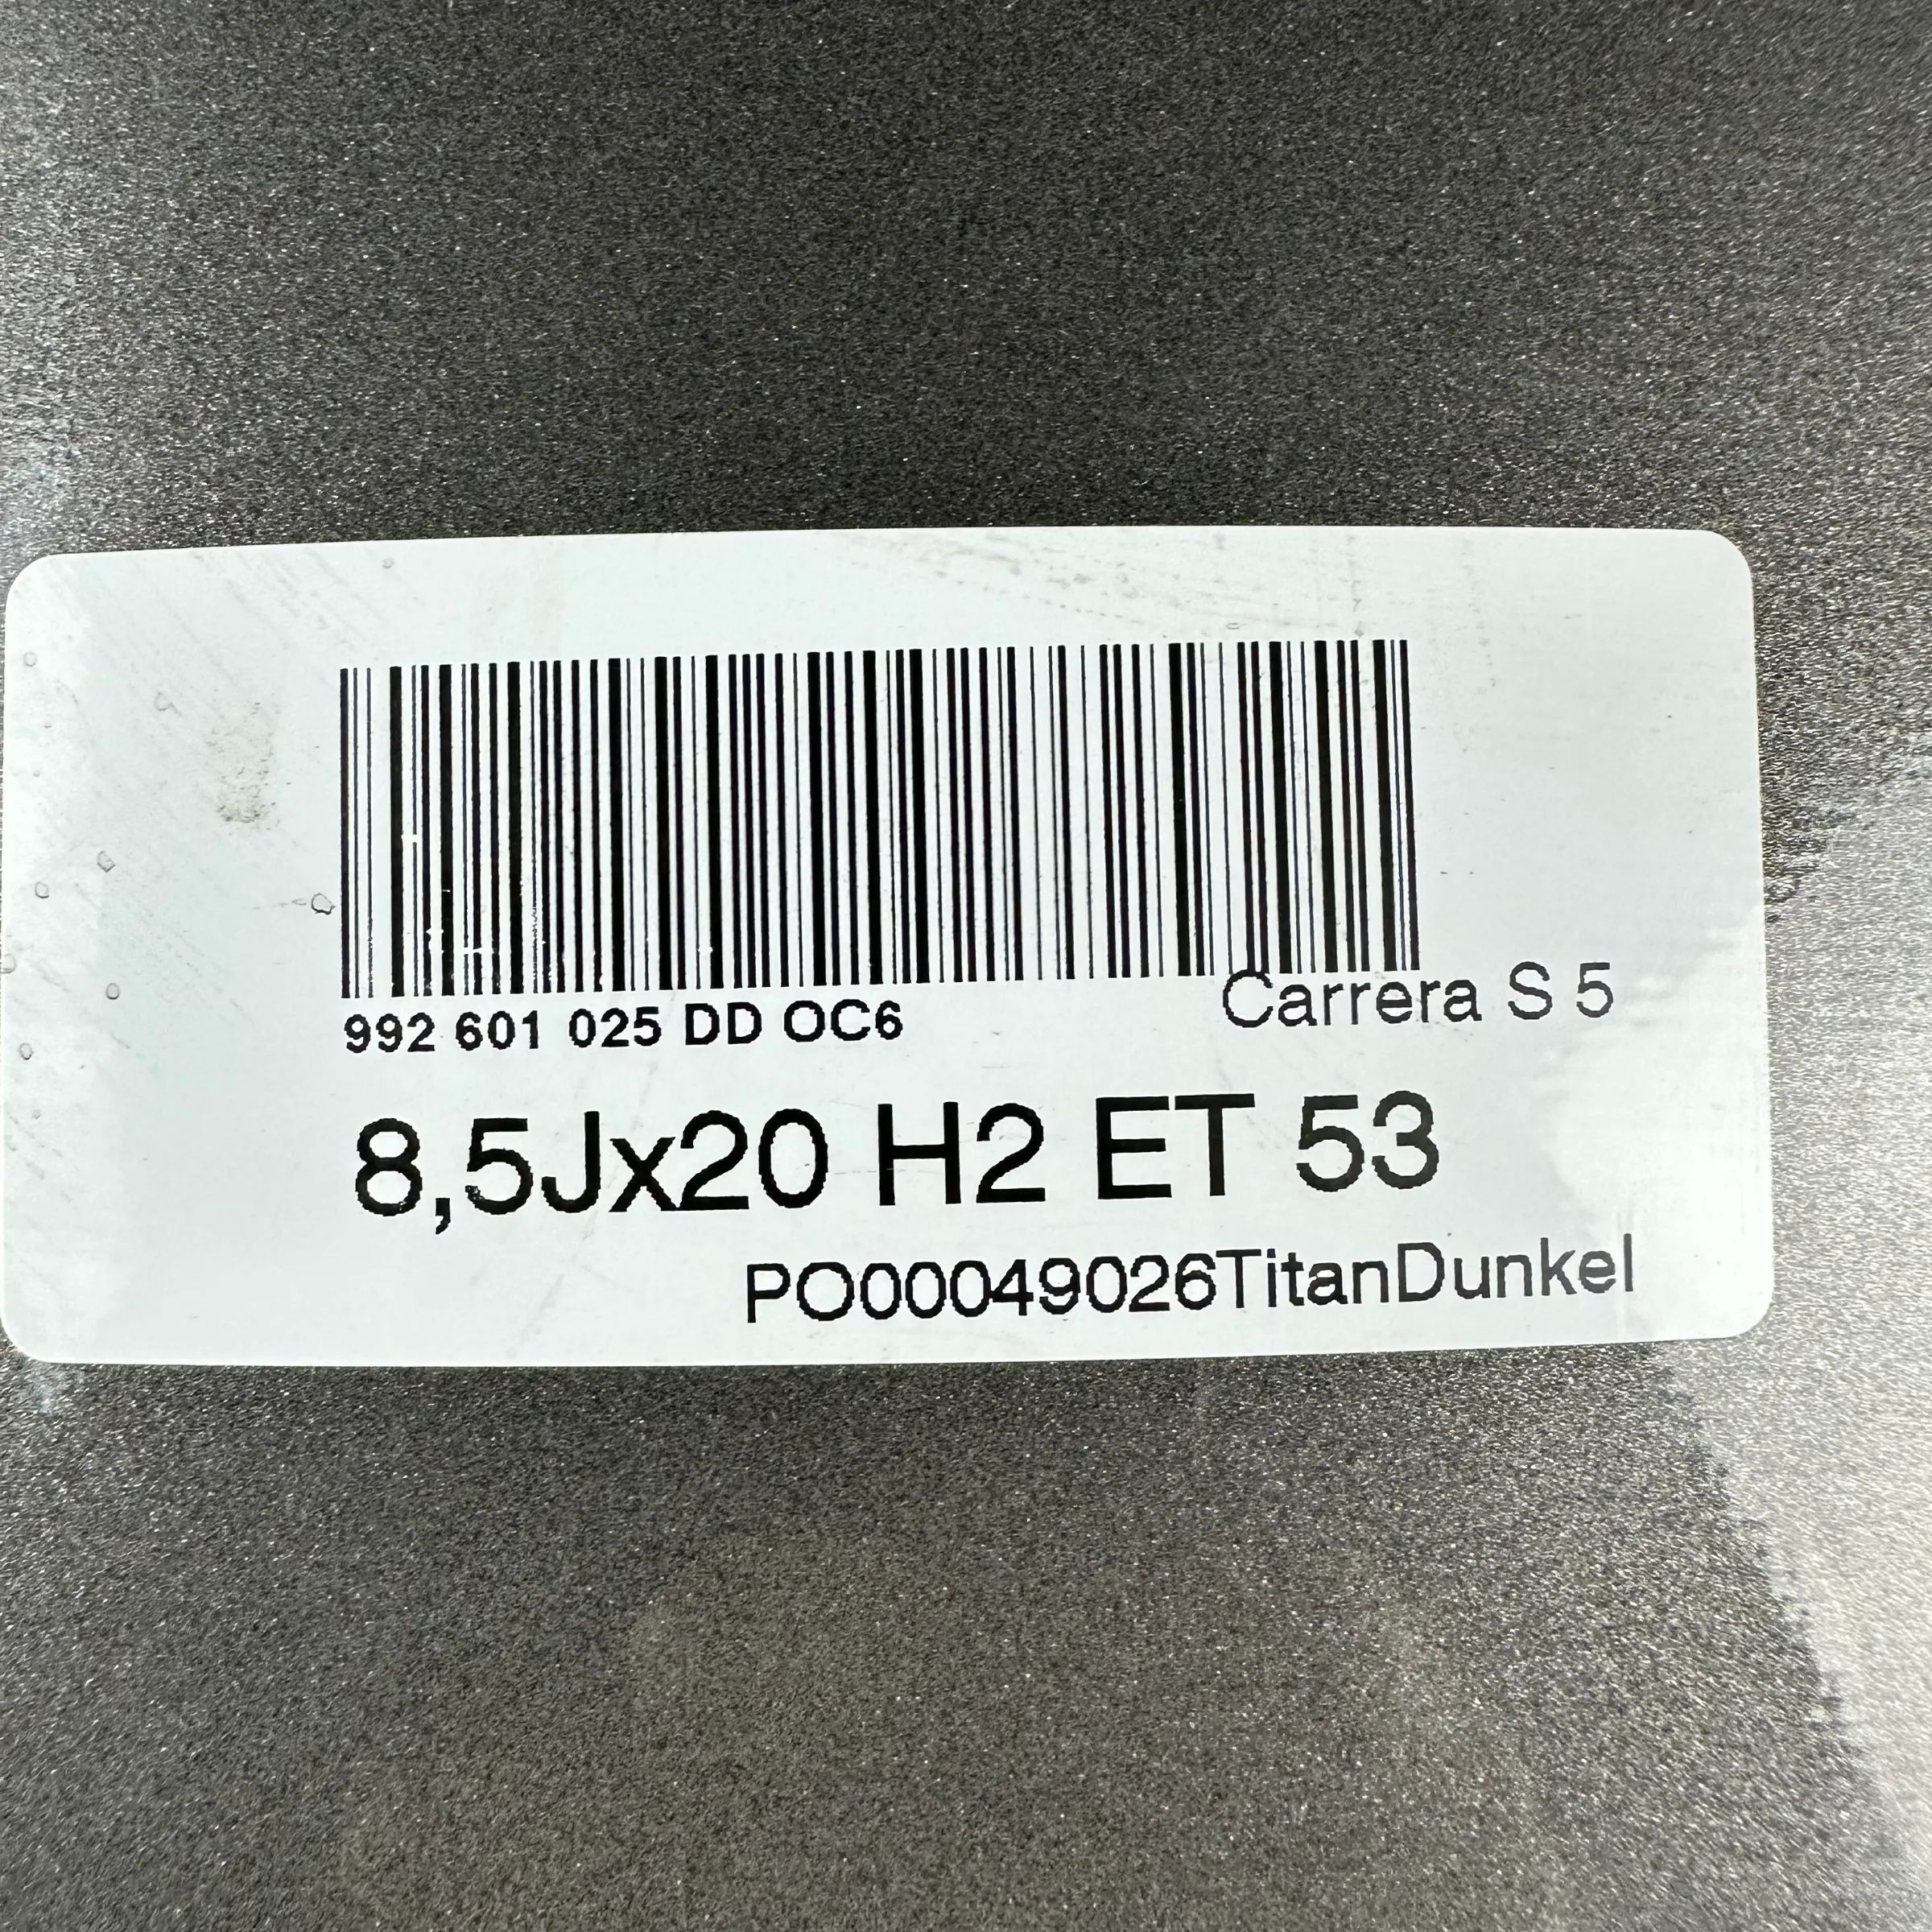 992 601 025 DD OC6
Carrera S 5
8,5Jx20 H2 ET 53
PO00049026TitanDunkel